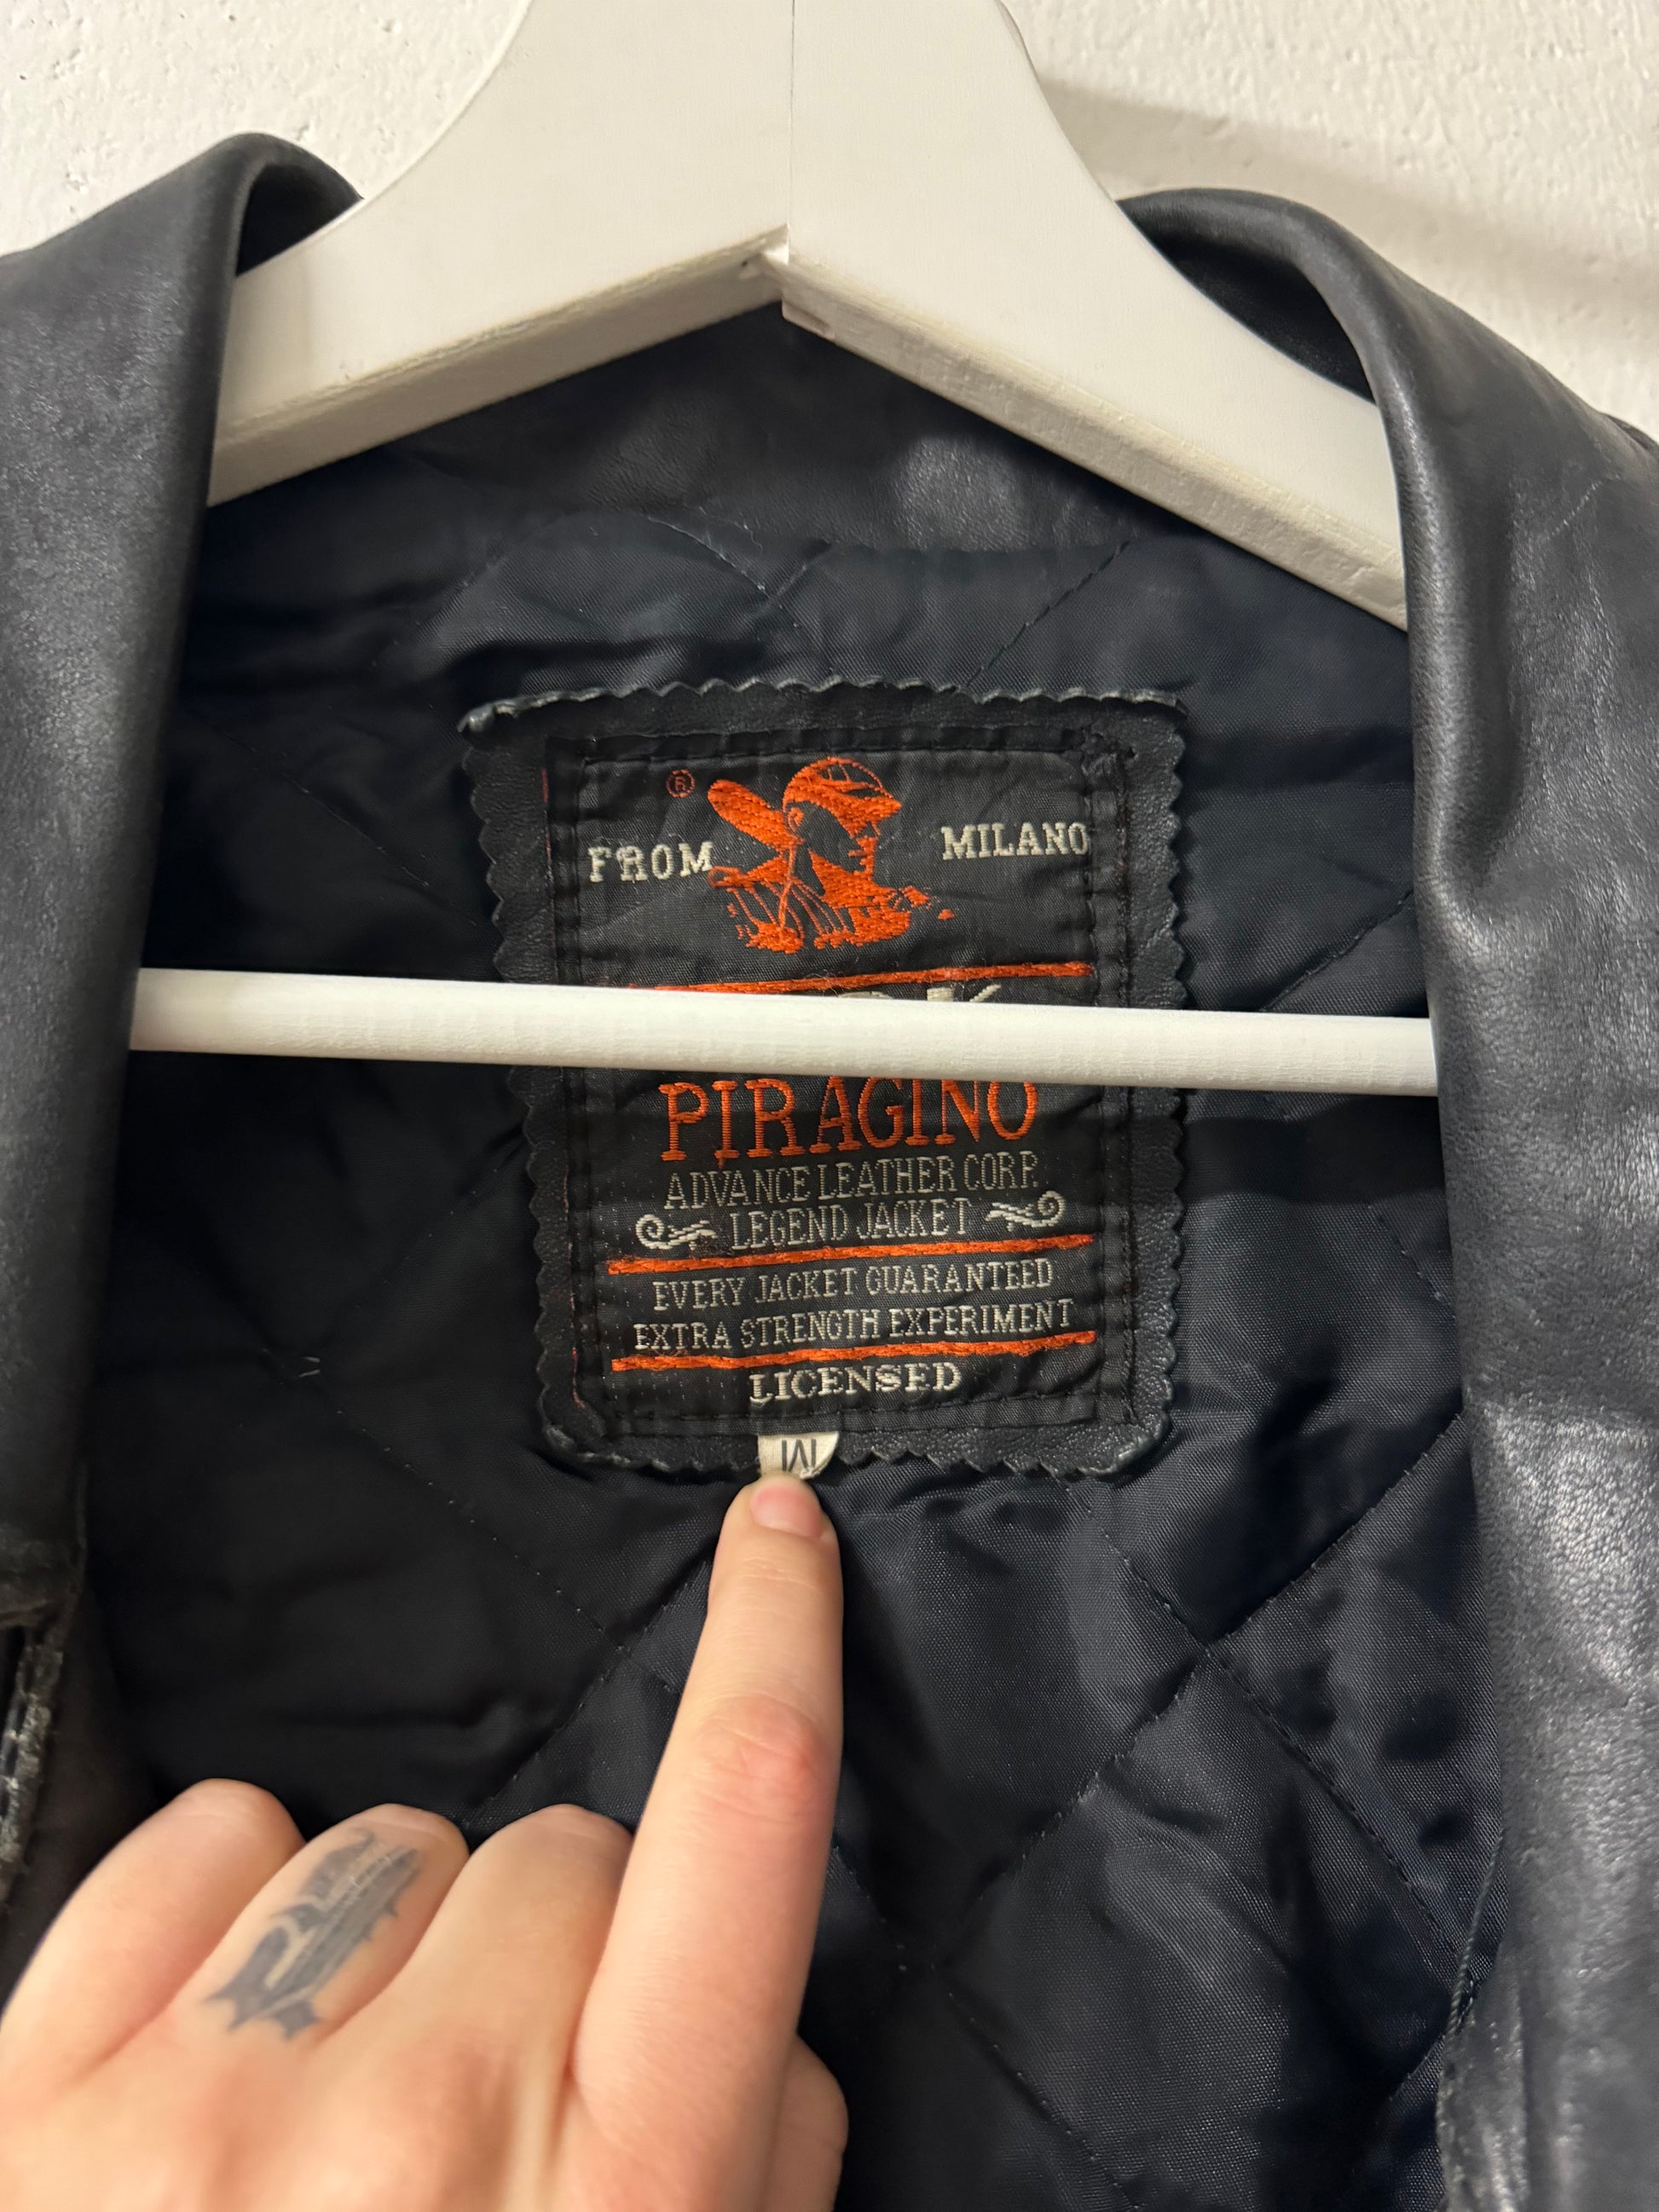 ®
FROM MILANO
PIRAGINO
ADVANCE LEATHER CORP.
LEGEND JACKET
EVERY JACKET GUARANTEED
EXTRA STRENGTH EXPERIMENT
LICENSED
M